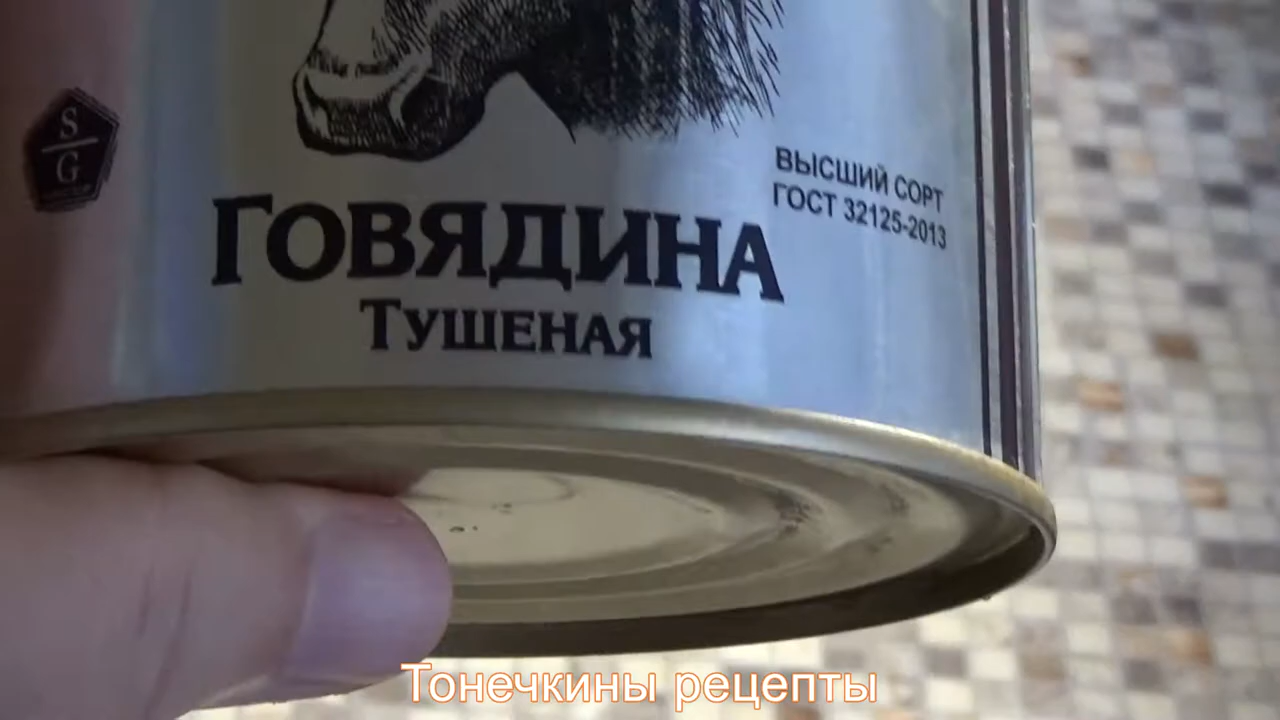 S
G
ВЫСШИЙ СОРТ
ГОСТ 32125-2013
ГОВЯДИНА
ТУШЕНАЯ
Тонечкины рецепты